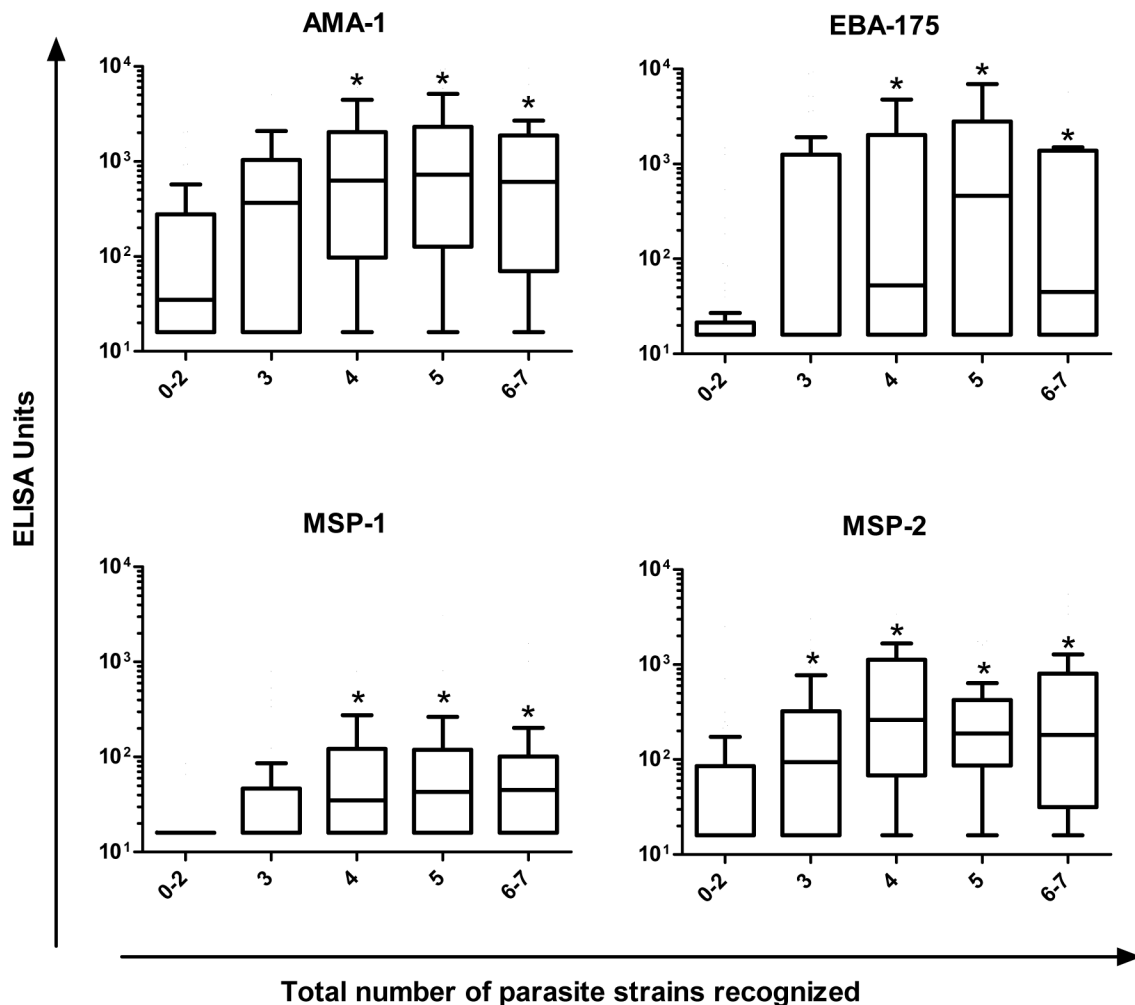 AMA-1
10⁴
10³
10²
10¹
* * *
0-2 3 4 5 6-7
EBA-175
10⁴
10³
10²
10¹
* * *
0-2 3 4 5 6-7
ELISA Units
MSP-1
10⁴
10³
10²
10¹
* * *
0-2 3 4 5 6-7
MSP-2
10⁴
10³
10²
10¹
* * * *
0-2 3 4 5 6-7
Total number of parasite strains recognized